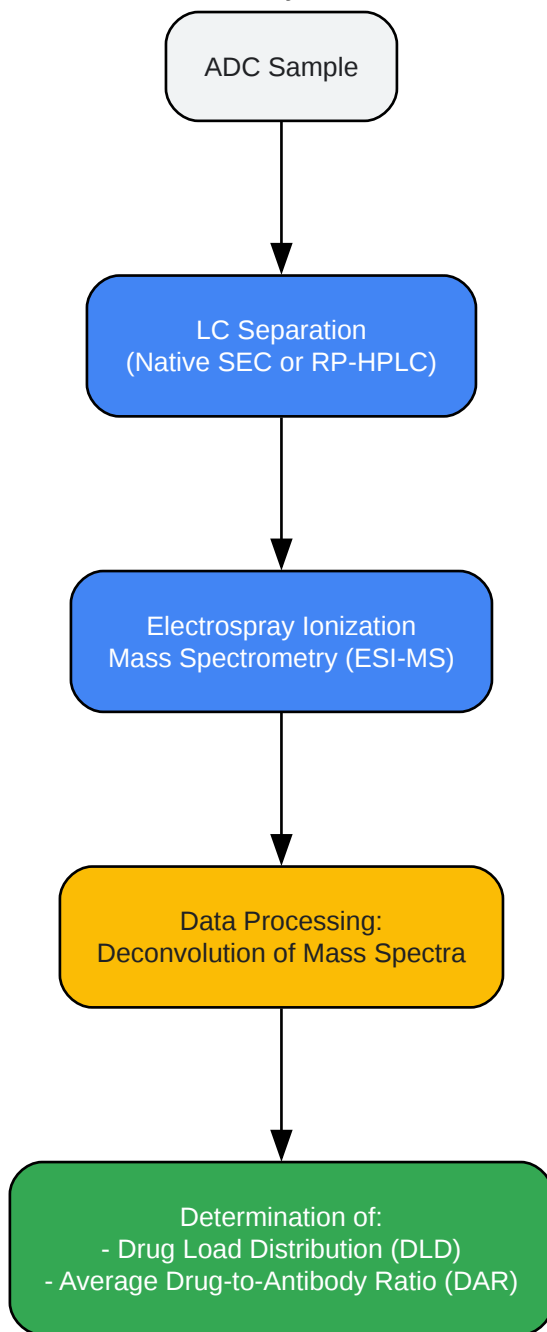 ADC Sample
LC Separation
(Native SEC or RP-HPLC)
Electrospray Ionization
Mass Spectrometry (ESI-MS)
Data Processing:
Deconvolution of Mass Spectra
Determination of:
- Drug Load Distribution (DLD)
- Average Drug-to-Antibody Ratio (DAR)